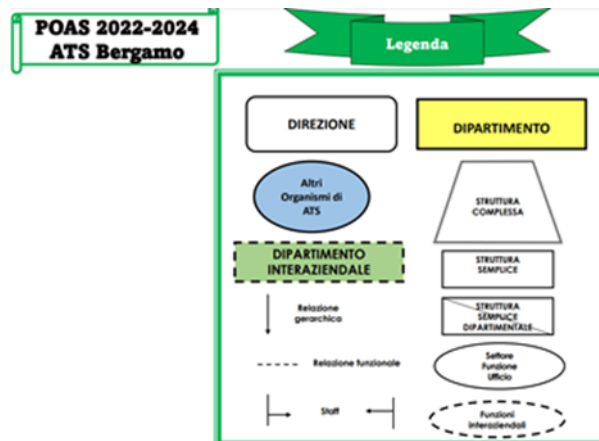 POAS 2022-2024
ATS Bergamo
Legenda
DIREZIONE
DIPARTIMENTO
Altri
Organismi di
ATS
STRUTTURA
COMPLESSA
DIPARTIMENTO
INTERAZIENDALE
STRUTTURA
SEMPLICE
Relazione
gerarchica
STRUTTURA
SEMPLICE
DIPARTIMENTALE
Relazione funzionale
Settore
Funzione
Ufficio
Staff
Funzioni
interaziendali